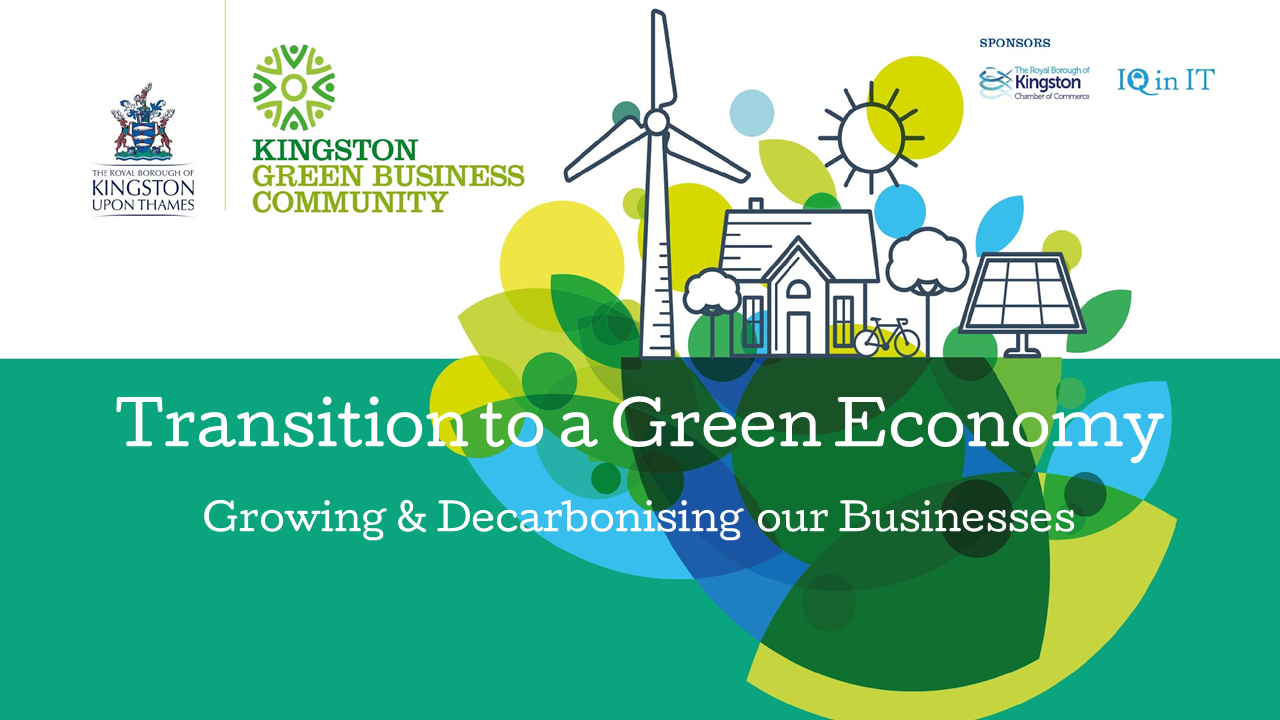 THE ROYAL BOROUGH OF
KINGSTON
UPON THAMES
KINGSTON
GREEN BUSINESS
COMMUNITY
SPONSORS
The Royal Borough of
Kingston
Chamber of Commerce
IQ in IT
Transition to a Green Economy
Growing & Decarbonising our Businesses